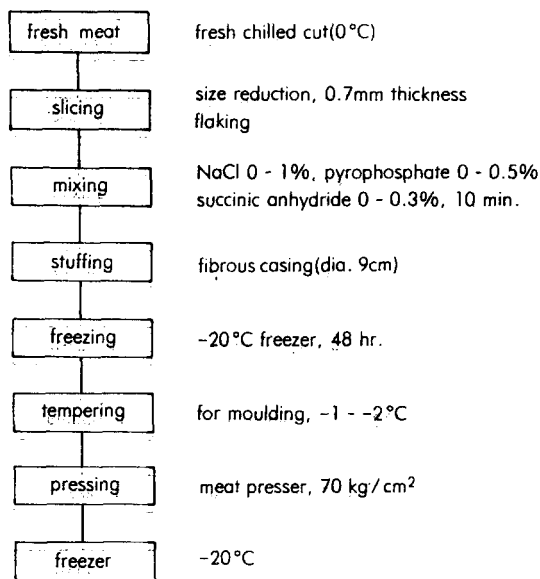 fresh meat fresh chilled cut(0°C)
slicing size reduction, 0.7mm thickness
flaking
mixing NaCl 0 - 1%, pyrophosphate 0 - 0.5%
succinic anhydride 0 - 0.3%, 10 min.
stuffing fibrous casing(dia. 9cm)
freezing -20°C freezer, 48 hr.
tempering for moulding, -1 - -2°C
pressing meat presser, 70 kg/cm²
freezer -20°C